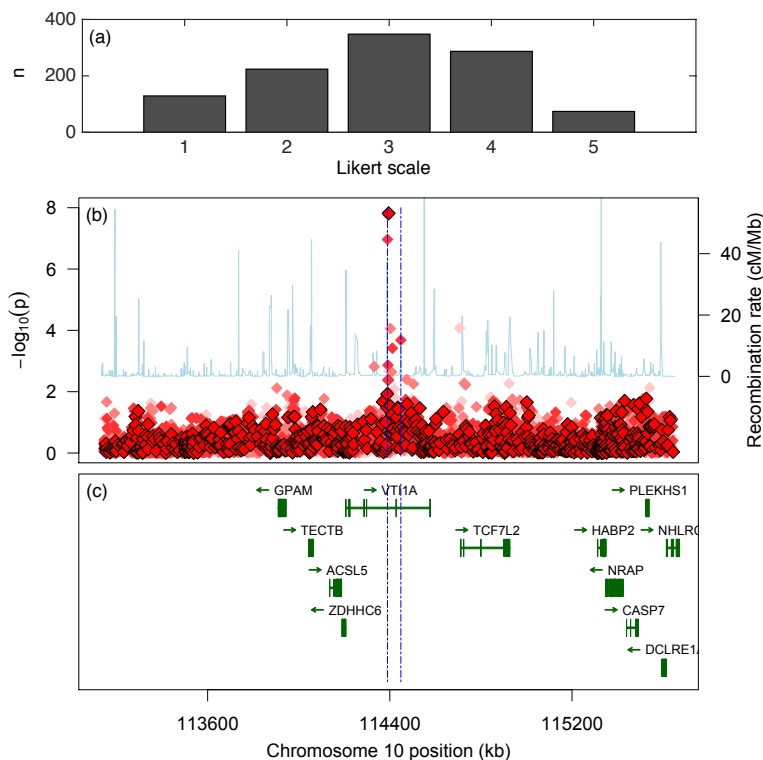 (a)
400
200
0
n
1 2 3 4 5
Likert scale
(b)
8
6
4
2
0
−log10(p)
40
20
0
Recombination rate (cM/Mb)
(c)
GPAM
VTI1A
PLEKHS1
TECTB
TCF7L2
HABP2
NHLRC
ACSL5
NRAP
ZDHHC6
CASP7
DCLRE1A
113600 114400 115200
Chromosome 10 position (kb)